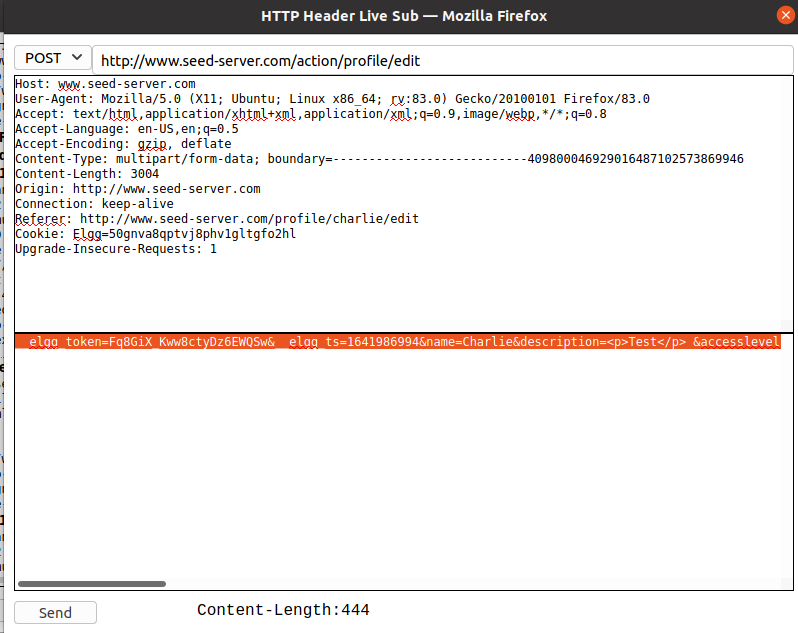 HTTP Header Live Sub — Mozilla Firefox
POST
http://www.seed-server.com/action/profile/edit
Host: www.seed-server.com
User-Agent: Mozilla/5.0 (X11; Ubuntu; Linux x86_64; rv:83.0) Gecko/20100101 Firefox/83.0
Accept: text/html,application/xhtml+xml,application/xml;q=0.9,image/webp,*/*;q=0.8
Accept-Language: en-US,en;q=0.5
Accept-Encoding: gzip, deflate
Content-Type: multipart/form-data; boundary=---------------------------409800046929016487102573869946
Content-Length: 3004
Origin: http://www.seed-server.com
Connection: keep-alive
Referer: http://www.seed-server.com/profile/charlie/edit
Cookie: Elgg=50gnva8qptvj8phv1gltgfo2hl
Upgrade-Insecure-Requests: 1
__elgg_token=Fq8GiX_Kww8ctyDz6EWQSw&__elgg_ts=1641986994&name=Charlie&description=<p>Test</p> &accesslevel
Send
Content-Length:444